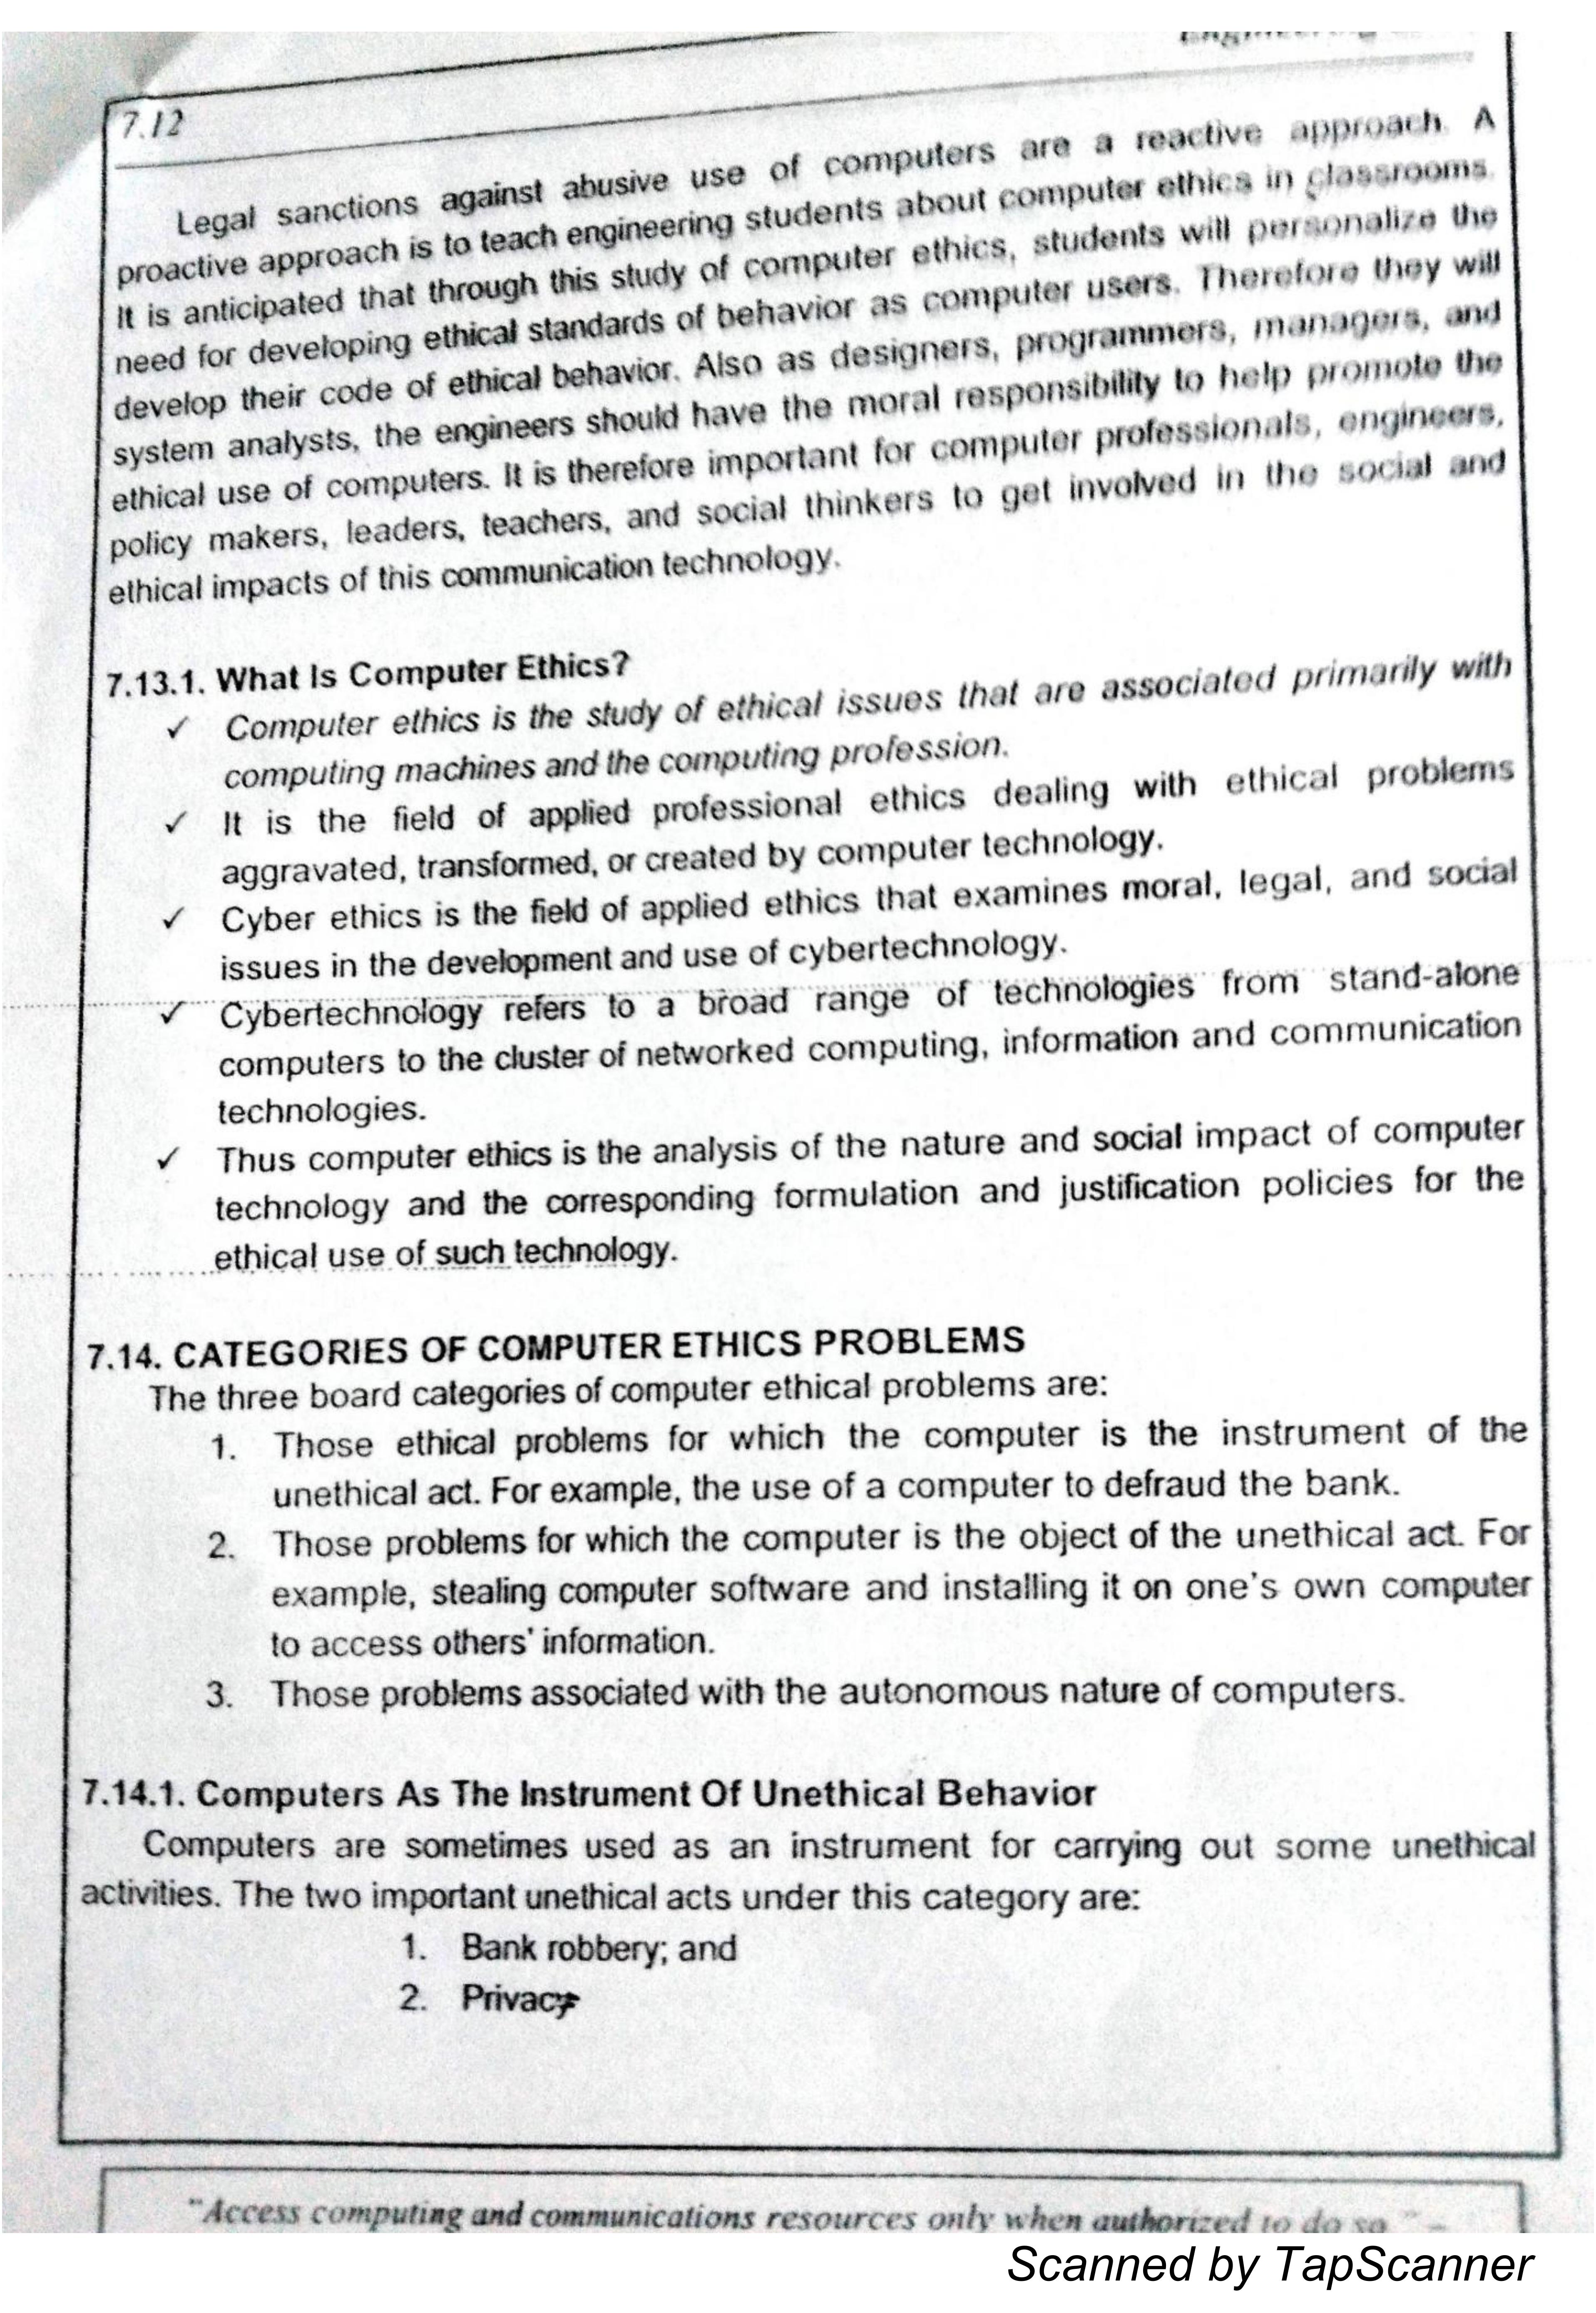 7.12
Legal sanctions against abusive use of computers are a reactive approach. A
proactive approach is to teach engineering students about computer ethics in classrooms.
It is anticipated that through this study of computer ethics, students will personalize the
need for developing ethical standards of behavior as computer users. Therefore they will
develop their code of ethical behavior. Also as designers, programmers, managers, and
system analysts, the engineers should have the moral responsibility to help promote the
ethical use of computers. It is therefore important for computer professionals, engineers,
policy makers, leaders, teachers, and social thinkers to get involved in the social and
ethical impacts of this communication technology.
7.13.1. What Is Computer Ethics?
✓ Computer ethics is the study of ethical issues that are associated primarily with
computing machines and the computing profession.
✓ It is the field of applied professional ethics dealing with ethical problems
aggravated, transformed, or created by computer technology.
✓ Cyber ethics is the field of applied ethics that examines moral, legal, and social
issues in the development and use of cybertechnology.
✓ Cybertechnology refers to a broad range of technologies from stand-alone
computers to the cluster of networked computing, information and communication
technologies.
✓ Thus computer ethics is the analysis of the nature and social impact of computer
technology and the corresponding formulation and justification policies for the
ethical use of such technology.
7.14. CATEGORIES OF COMPUTER ETHICS PROBLEMS
The three board categories of computer ethical problems are:
1. Those ethical problems for which the computer is the instrument of the
unethical act. For example, the use of a computer to defraud the bank.
2. Those problems for which the computer is the object of the unethical act. For
example, stealing computer software and installing it on one's own computer
to access others' information.
3. Those problems associated with the autonomous nature of computers.
7.14.1. Computers As The Instrument Of Unethical Behavior
Computers are sometimes used as an instrument for carrying out some unethical
activities. The two important unethical acts under this category are:
1. Bank robbery; and
2. Privacy
"Access computing and communications resources only when authorized to do so." –
Scanned by TapScanner